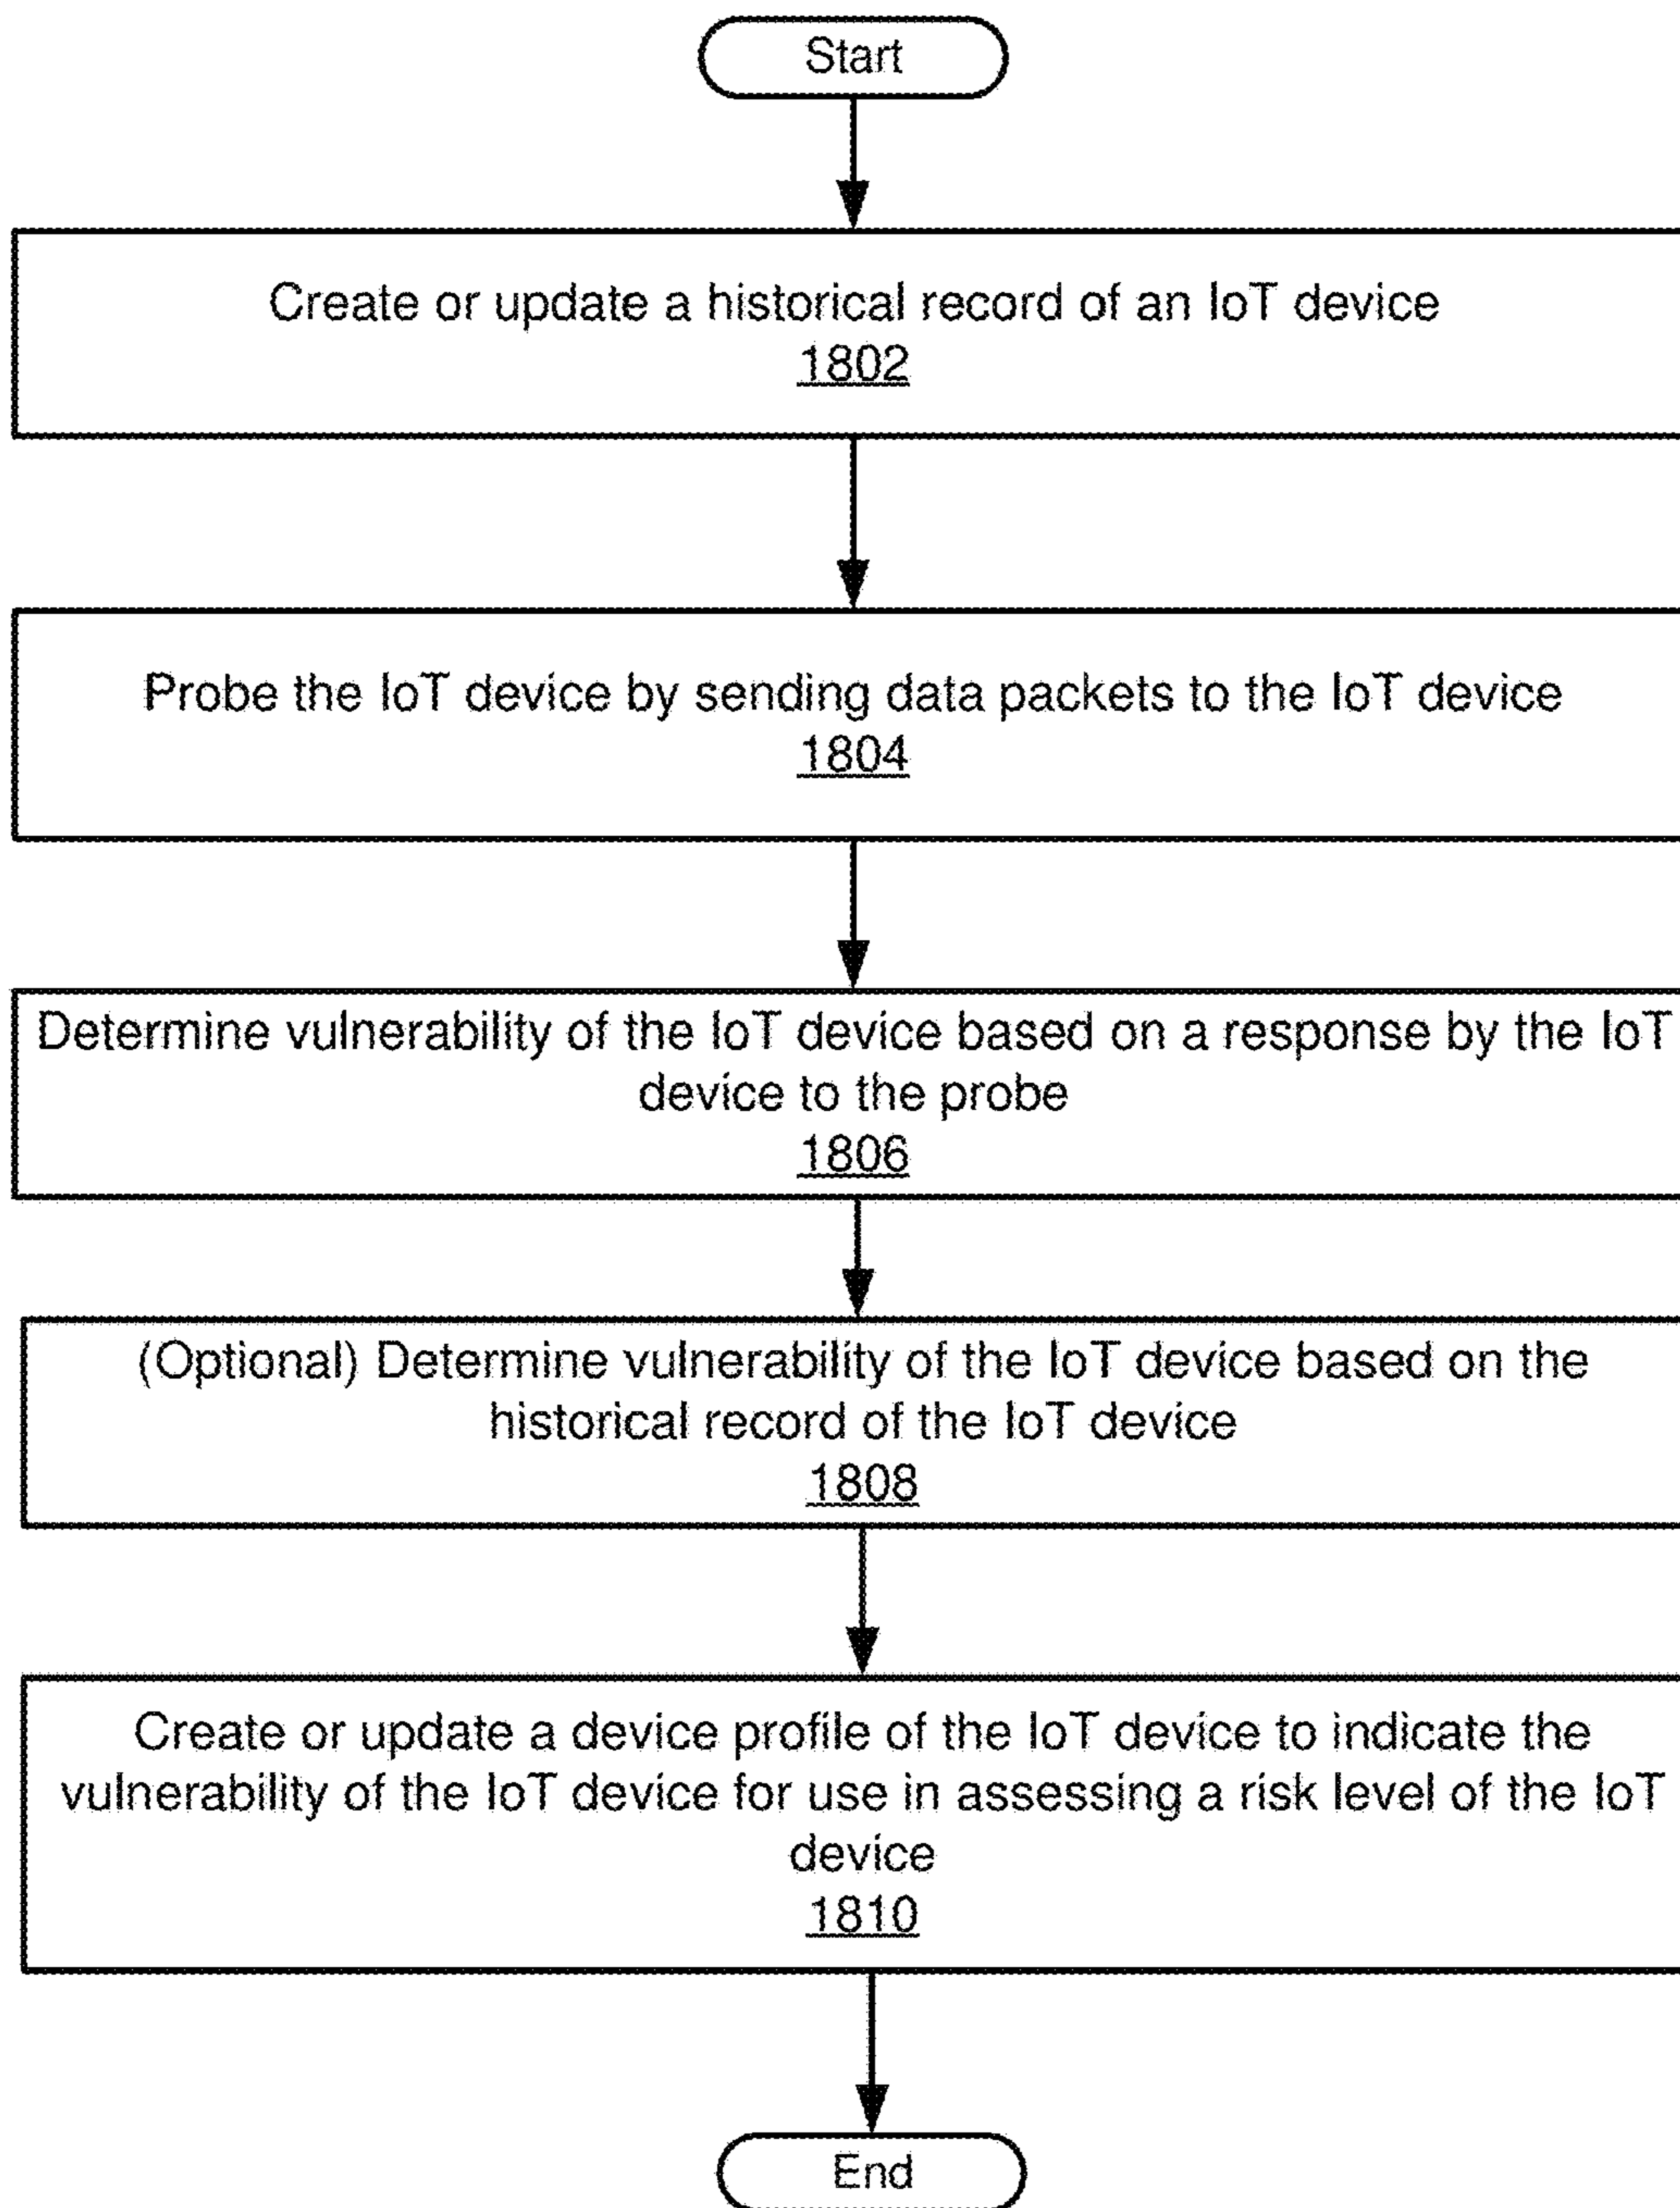 Start
Create or update a historical record of an IoT device
1802
Probe the IoT device by sending data packets to the IoT device
1804
Determine vulnerability of the IoT device based on a response by the IoT
device to the probe
1806
(Optional) Determine vulnerability of the IoT device based on the
historical record of the IoT device
1808
Create or update a device profile of the IoT device to indicate the
vulnerability of the IoT device for use in assessing a risk level of the IoT
device
1810
End